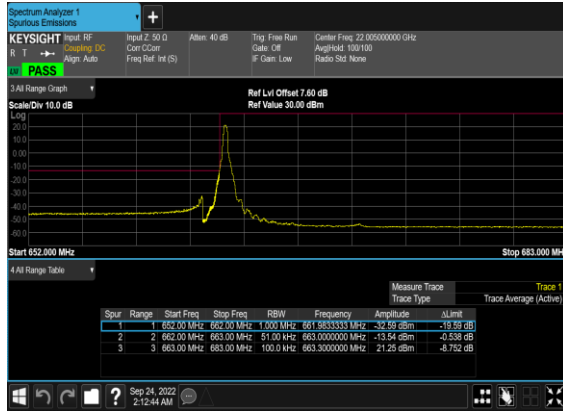 Spectrum Analyzer 1
Spurious Emissions
+
KEYSIGHT
R T
LXI PASS
Input: RF
Coupling: DC
Align: Auto
Input Z: 50 Ω
Corr CCorr
Freq Ref: Int (S)
Atten: 40 dB
Trig: Free Run
Gate: Off
IF Gain: Low
Center Freq: 22.005000000 GHz
Avg|Hold: 100/100
Radio Std: None
3 All Range Graph
Scale/Div 10.0 dB
Ref Lvl Offset 7.60 dB
Ref Value 30.00 dBm
Log
20.0
10.0
0.00
-10.0
-20.0
-30.0
-40.0
-50.0
-60.0
Start 652.000 MHz
Stop 683.000 MHz
4 All Range Table
Measure Trace Trace 1
Trace Type Trace Average (Active)
Spur Range Start Freq Stop Freq RBW Frequency Amplitude ΔLimit
1 1 652.00 MHz 662.00 MHz 1.000 MHz 661.9833333 MHz -32.59 dBm -19.59 dB
2 2 662.00 MHz 663.00 MHz 51.00 kHz 663.0000000 MHz -13.54 dBm -0.538 dB
3 3 663.00 MHz 683.00 MHz 100.0 kHz 663.3000000 MHz 21.25 dBm -8.752 dB
?
Sep 24, 2022
2:12:44 AM